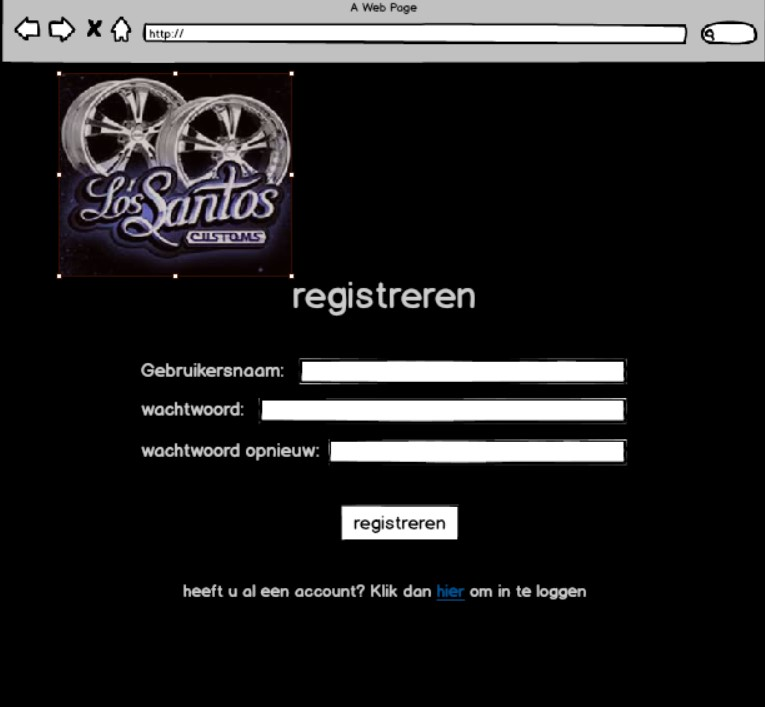 A Web Page
http://
Los Santos
CUSTOMS
registreren
Gebruikersnaam:
wachtwoord:
wachtwoord opnieuw:
registreren
heeft u al een account? Klik dan hier om in te loggen